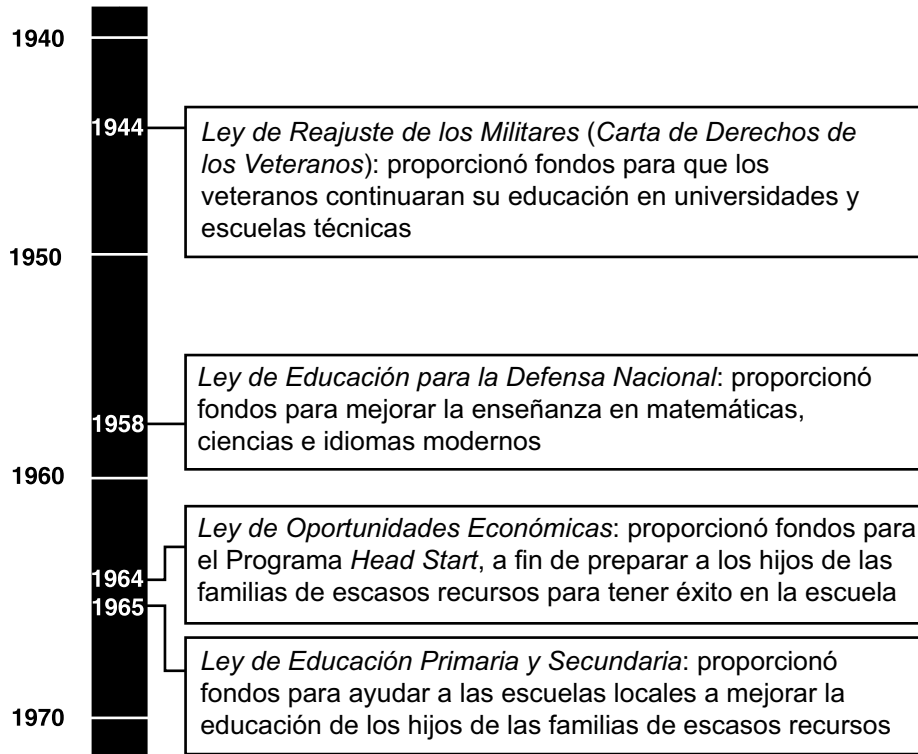 1940
1944
Ley de Reajuste de los Militares (Carta de Derechos de
los Veteranos): proporcionó fondos para que los
veteranos continuaran su educación en universidades y
escuelas técnicas
1950
Ley de Educación para la Defensa Nacional: proporcionó
fondos para mejorar la enseñanza en matemáticas,
ciencias e idiomas modernos
1958
1960
Ley de Oportunidades Económicas: proporcionó fondos para
el Programa Head Start, a fin de preparar a los hijos de las
familias de escasos recursos para tener éxito en la escuela
1964
1965
Ley de Educación Primaria y Secundaria: proporcionó
fondos para ayudar a las escuelas locales a mejorar la
educación de los hijos de las familias de escasos recursos
1970